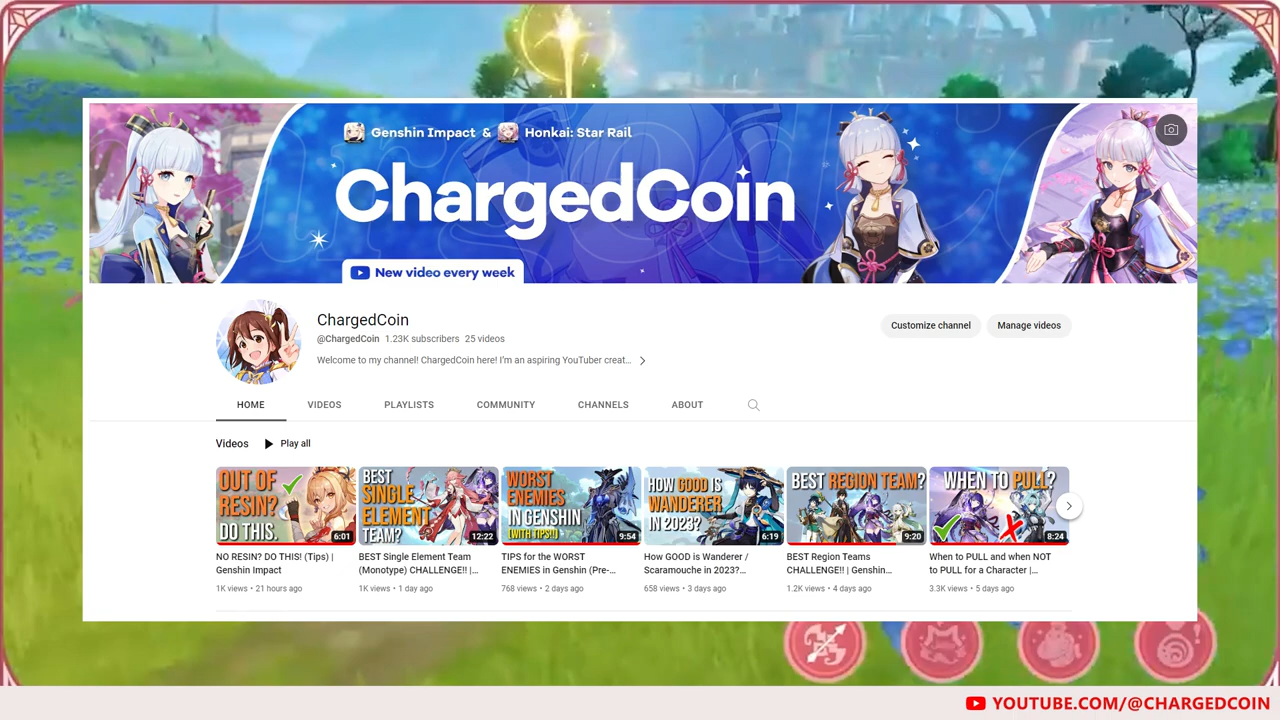 Genshin Impact & Honkai: Star Rail
ChargedCoin
New video every week
ChargedCoin
@ChargedCoin 1.23K subscribers 25 videos
Welcome to my channel! ChargedCoin here! I'm an aspiring YouTuber creat...
Customize channel
Manage videos
HOME VIDEOS PLAYLISTS COMMUNITY CHANNELS ABOUT
Videos Play all
OUT OF
RESIN?
DO THIS.
6:01
BEST
SINGLE
ELEMENT
TEAM?
12:22
WORST
ENEMIES
IN GENSHIN
(WITH TIPS!!)
9:54
HOW GOOD IS
WANDERER
IN 2023?
6:19
BEST REGION TEAM?
9:20
WHEN TO PULL?
8:24
NO RESIN? DO THIS! (Tips) |
Genshin Impact
1K views • 21 hours ago
BEST Single Element Team
(Monotype) CHALLENGE!! |...
1K views • 1 day ago
TIPS for the WORST
ENEMIES in Genshin (Pre-...
768 views • 2 days ago
How GOOD is Wanderer /
Scaramouche in 2023?...
658 views • 3 days ago
BEST Region Teams
CHALLENGE!! | Genshin...
1.2K views • 4 days ago
When to PULL and when NOT
to PULL for a Character |...
3.3K views • 5 days ago
YOUTUBE.COM/@CHARGEDCOIN